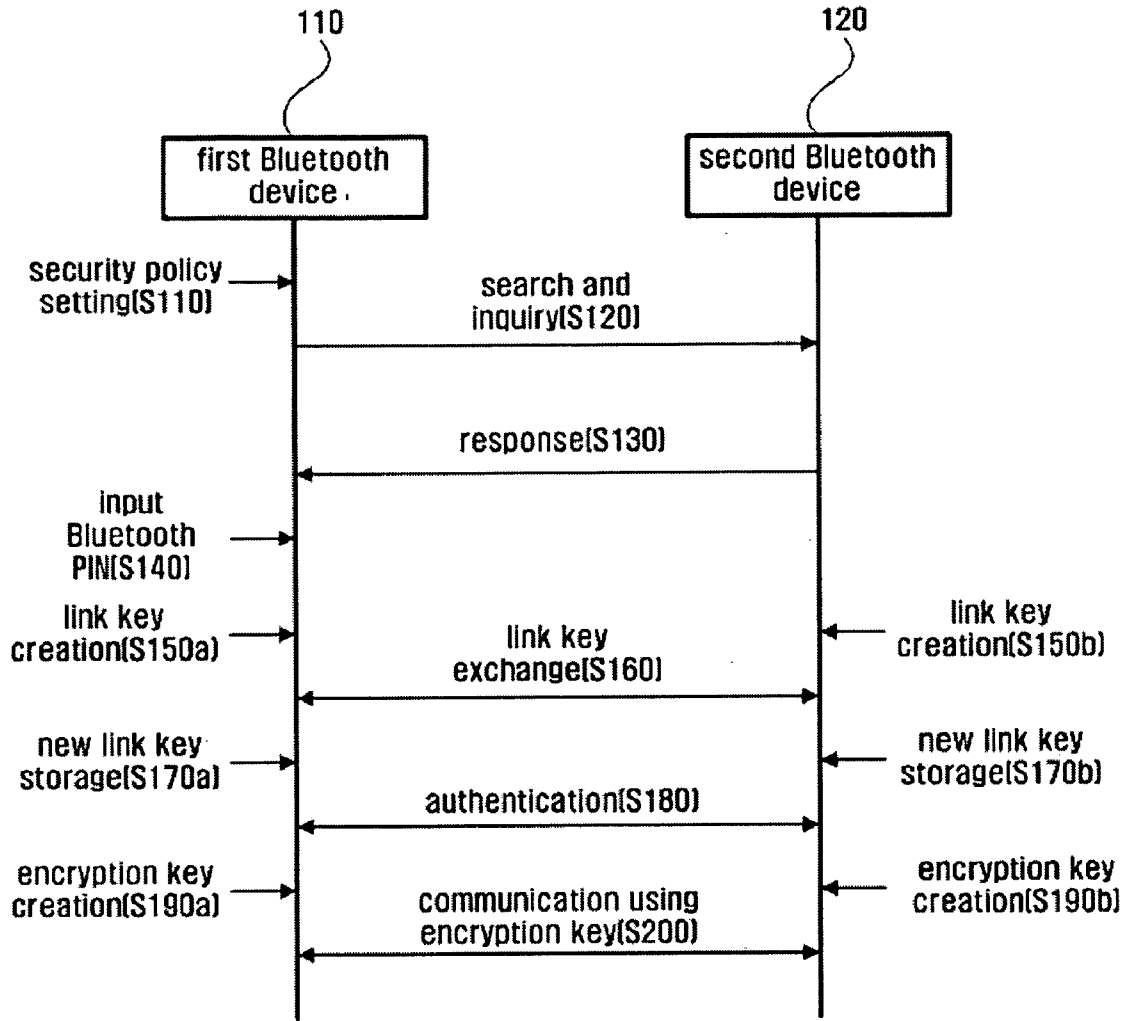 110
120
first Bluetooth
device
second Bluetooth
device
security policy
setting(S110)
search and
inquiry(S120)
response(S130)
input
Bluetooth
PIN(S140)
link key
creation(S150a)
link key
exchange(S160)
link key
creation(S150b)
new link key
storage(S170a)
new link key
storage(S170b)
authentication(S180)
encryption key
creation(S190a)
communication using
encryption key(S200)
encryption key
creation(S190b)